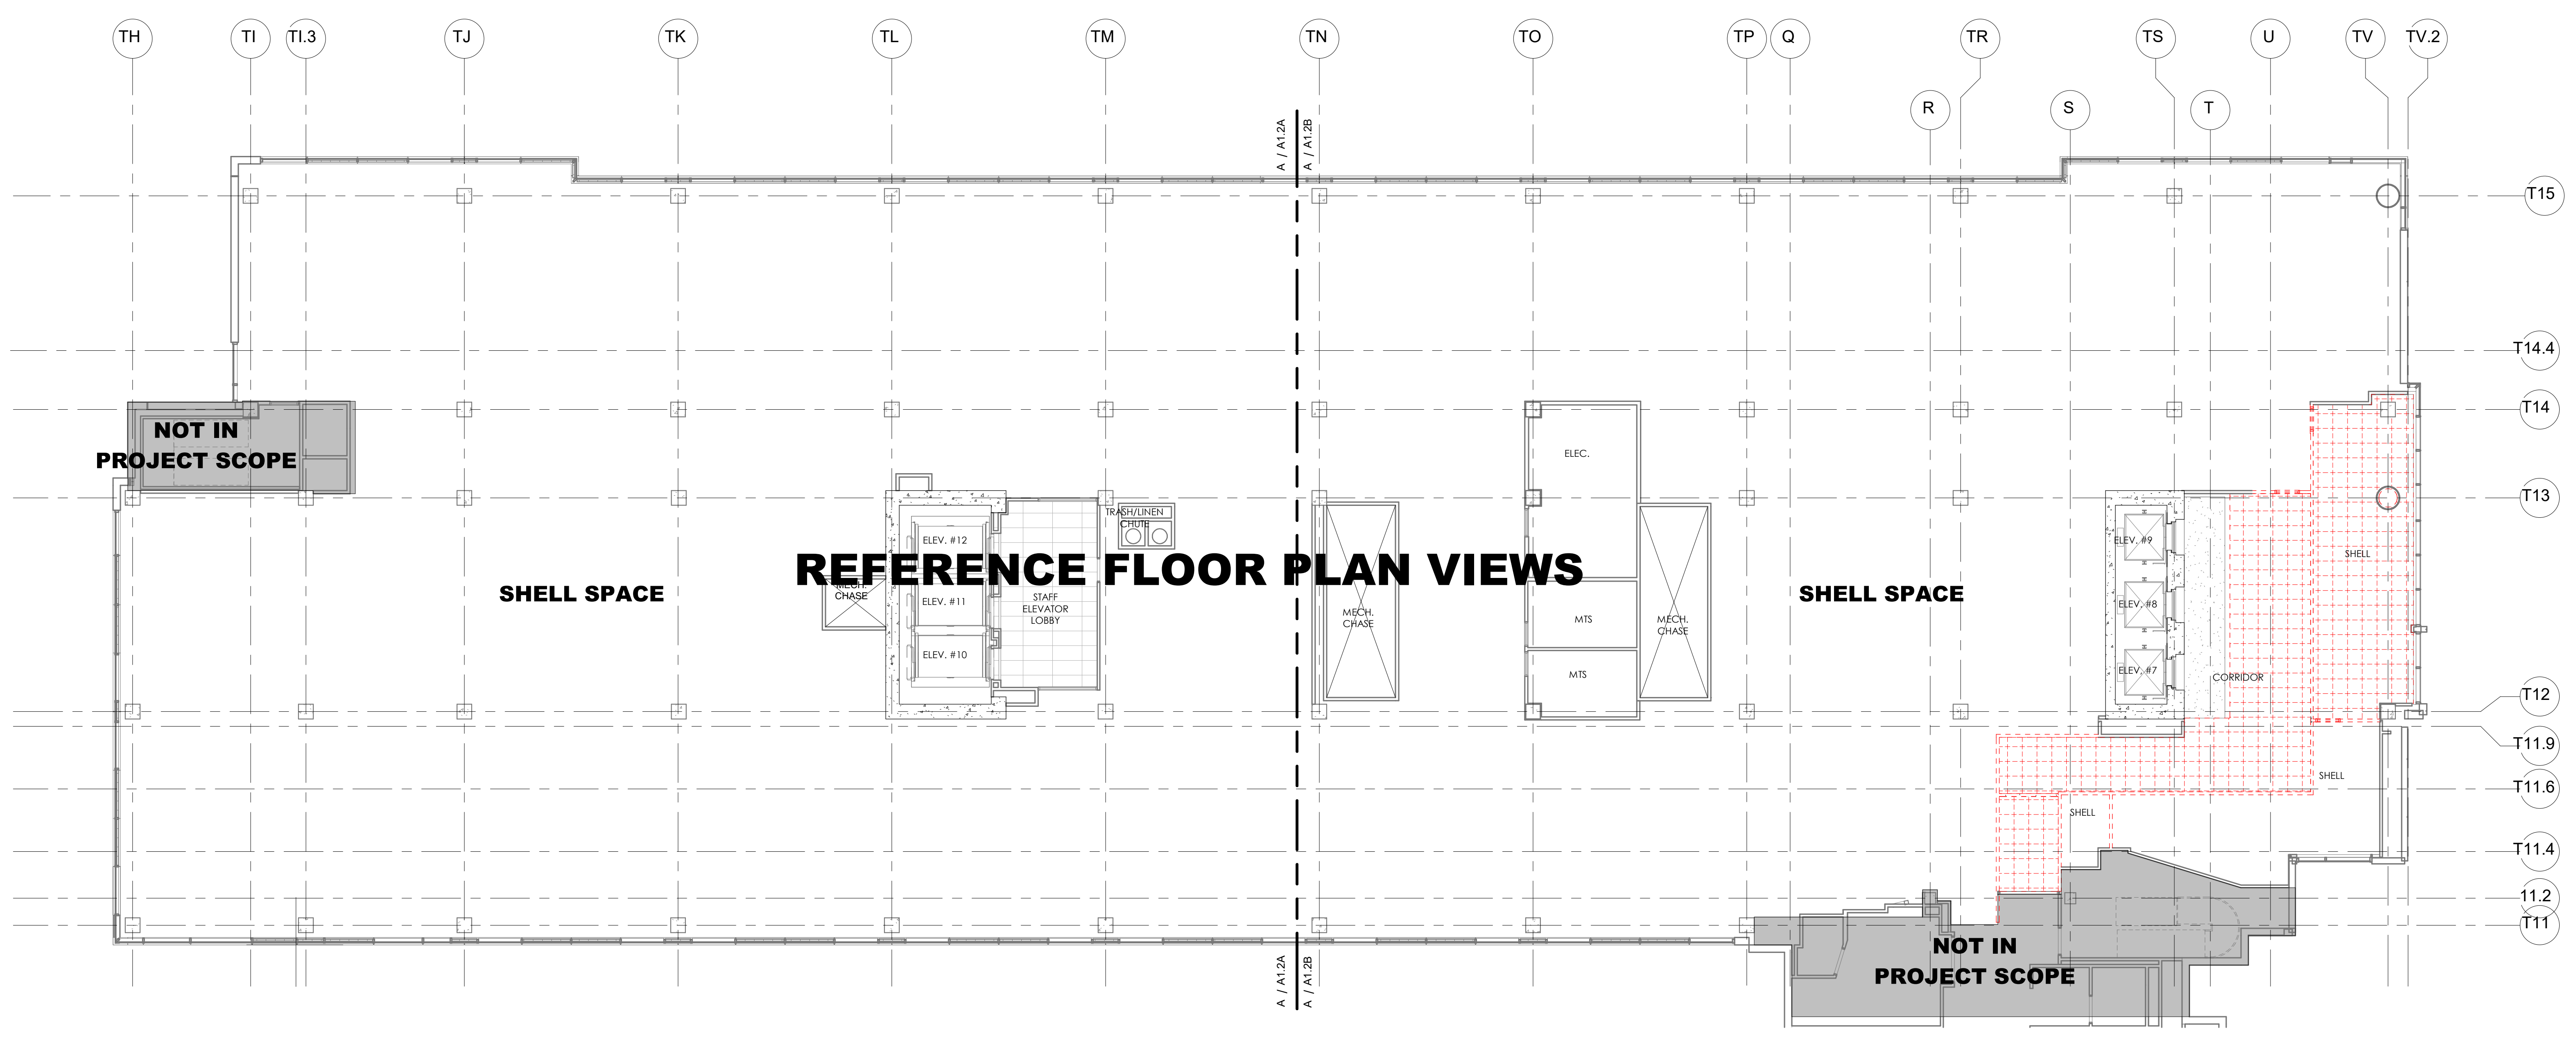 TH TI TI.3 TJ TK TL TM TN TO TP Q TR TS U TV TV.2
R S T
A / A1.2A
A / A1.2B
T15
T14.4
T14
NOT IN
PROJECT SCOPE
ELEC.
T13
TRASH/LINEN
CHUTE
ELEV. #12
ELEV. #9
SHELL
REFERENCE FLOOR PLAN VIEWS
MECH.
CHASE
SHELL SPACE
SHELL SPACE
ELEV. #11
STAFF
ELEVATOR
LOBBY
ELEV. #8
MECH.
CHASE
MTS
MECH.
CHASE
ELEV. #10
ELEV. #7
MTS
CORRIDOR
T12
T11.9
SHELL
T11.6
SHELL
T11.4
11.2
T11
NOT IN
PROJECT SCOPE
A / A1.2A
A / A1.2B